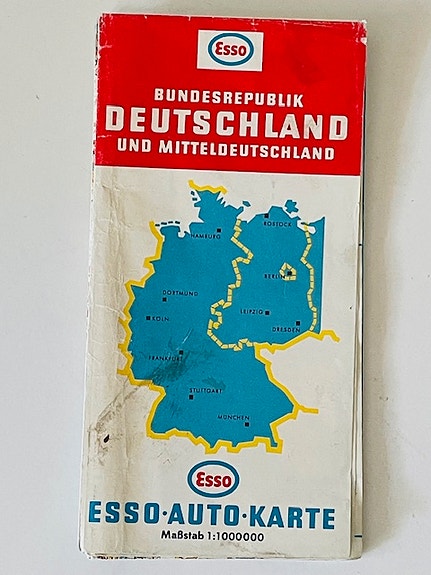 Esso
BUNDESREPUBLIK
DEUTSCHLAND
UND MITTELDEUTSCHLAND
ROSTOCK
HAMBURG
BERLIN
DORTMUND
LEIPZIG
KÖLN
DRESDEN
FRANKFURT
STUTTGART
MÜNCHEN
Esso
ESSO·AUTO·KARTE
Maßstab 1:1000000